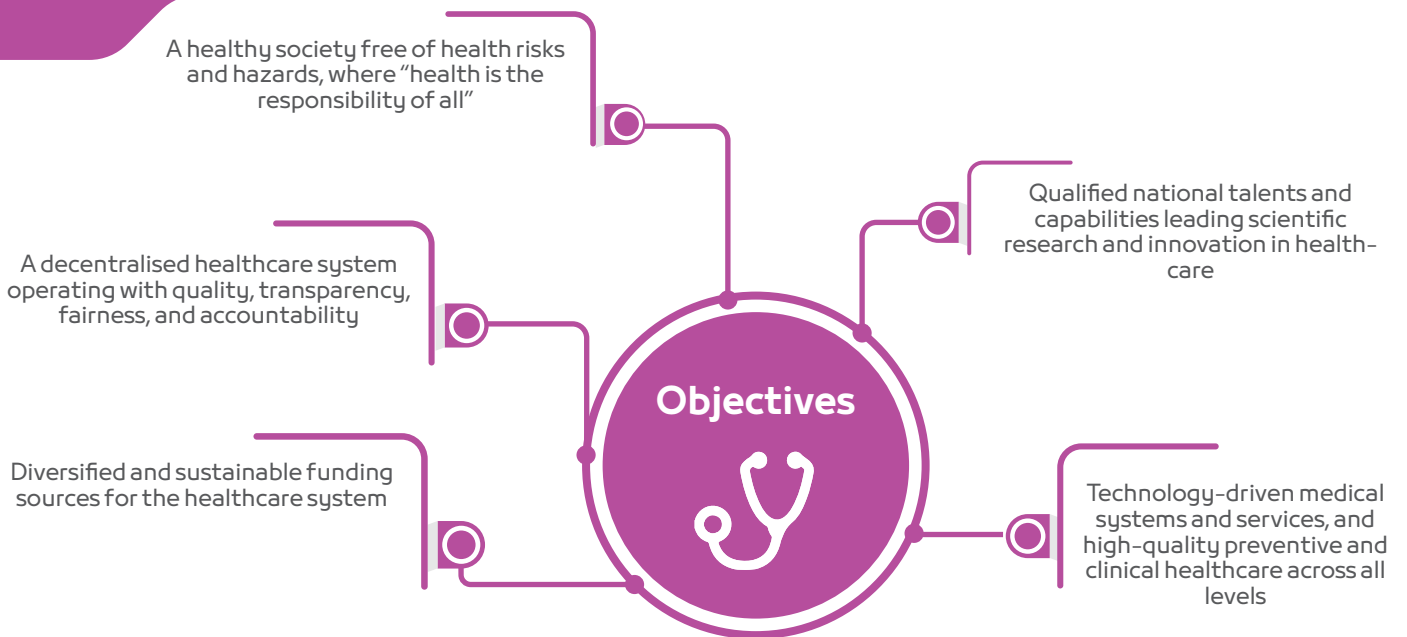 A healthy society free of health risks
and hazards, where “health is the
responsibility of all”
Qualified national talents and
capabilities leading scientific
research and innovation in health-
care
A decentralised healthcare system
operating with quality, transparency,
fairness, and accountability
Objectives
Diversified and sustainable funding
sources for the healthcare system
Technology-driven medical
systems and services, and
high-quality preventive and
clinical healthcare across all
levels